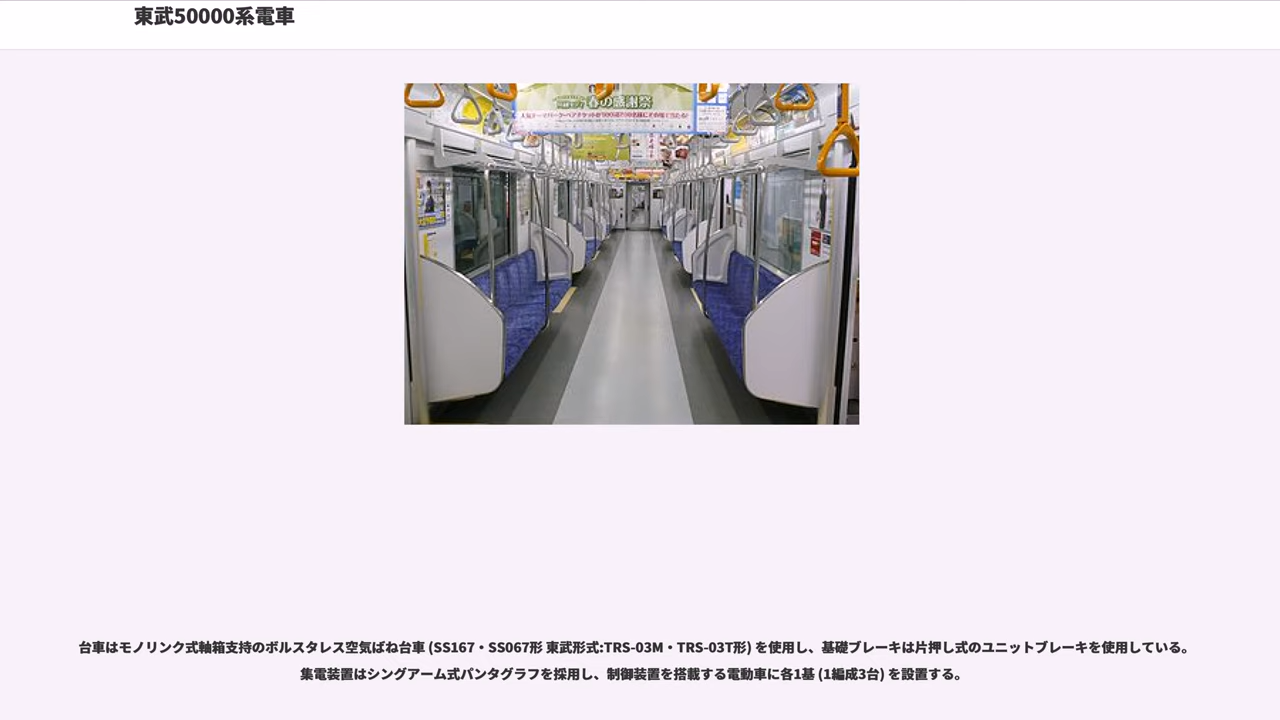 東武50000系電車
春の感謝祭
台車はモノリンク式軸箱支持のボルスタレス空気ばね台車 (SS167・SS067形 東武形式:TRS-03M・TRS-03T形) を使用し、基礎ブレーキは片押し式のユニットブレーキを使用している。
集電装置はシングアーム式パンタグラフを採用し、制御装置を搭載する電動車に各1基 (1編成3台) を設置する。